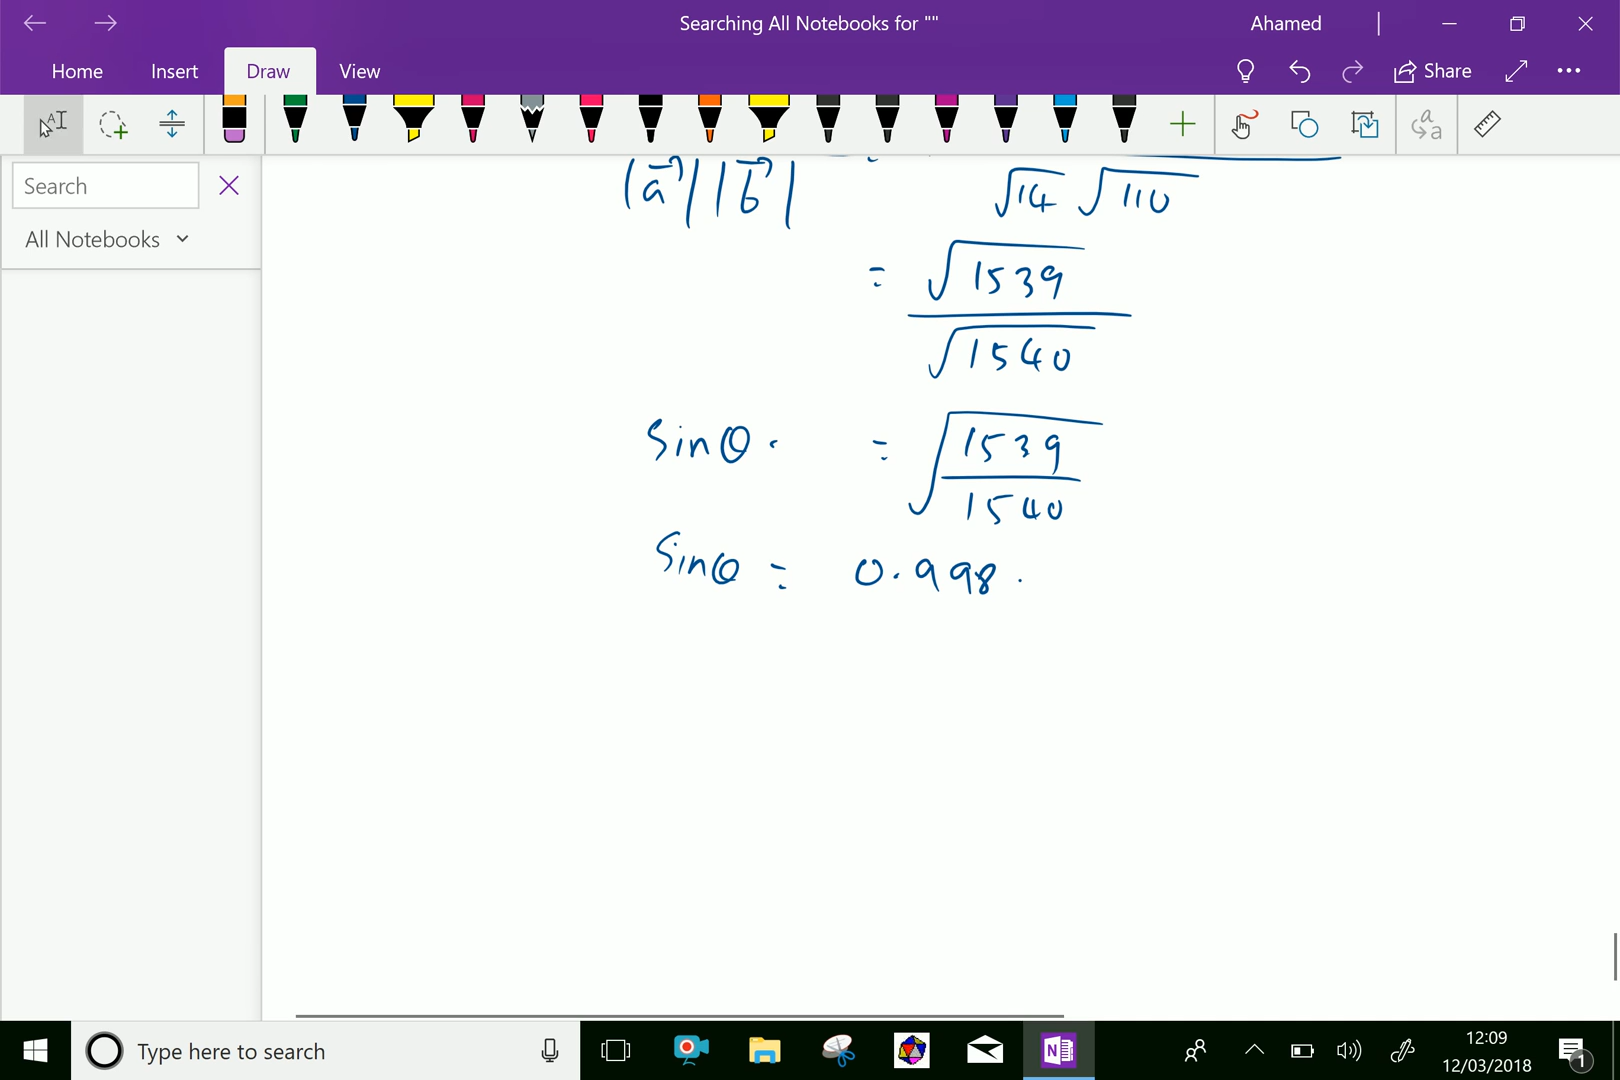 Searching All Notebooks for ""
Ahamed
Home Insert Draw View
Share
Search
All Notebooks
|a⃗| |b⃗|
√14 √110
= √1539 / √1540
sinθ. = √(1539/1540)
sinθ = 0.998.
Type here to search
12:09
12/03/2018
1